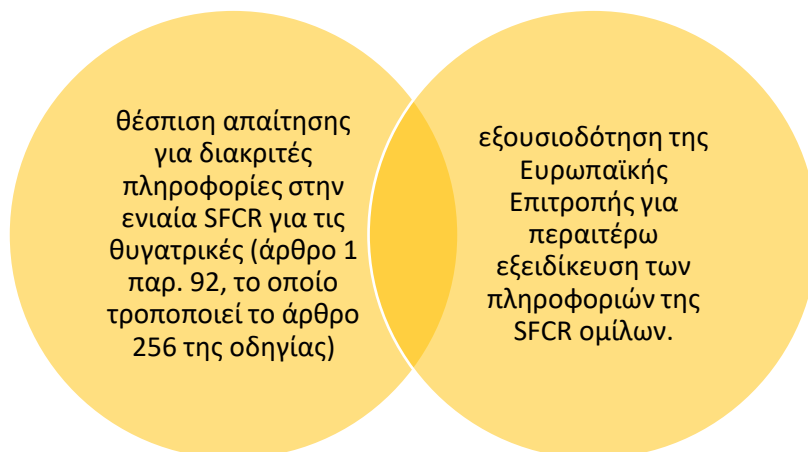 θέσπιση απαίτησης
για διακριτές
πληροφορίες στην
ενιαία SFCR για τις
θυγατρικές (άρθρο 1
παρ. 92, το οποίο
τροποποιεί το άρθρο
256 της οδηγίας)
εξουσιοδότηση της
Ευρωπαϊκής
Επιτροπής για
περαιτέρω
εξειδίκευση των
πληροφοριών της
SFCR ομίλων.